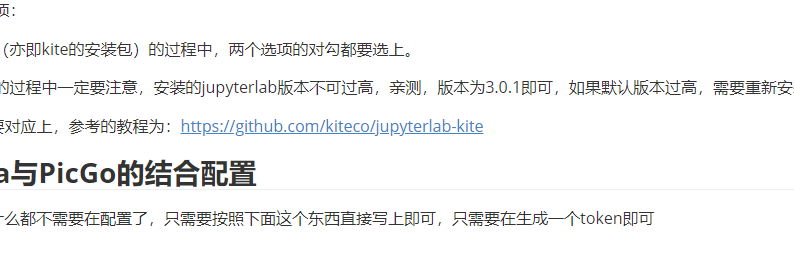 项：
（亦即kite的安装包）的过程中，两个选项的对勾都要选上。
的过程中一定要注意，安装的jupyterlab版本不可过高，亲测，版本为3.0.1即可，如果默认版本过高，需要重新安
要对应上，参考的教程为：https://github.com/kiteco/jupyterlab-kite
a与PicGo的结合配置
什么都不需要在配置了，只需要按照下面这个东西直接写上即可，只需要在生成一个token即可